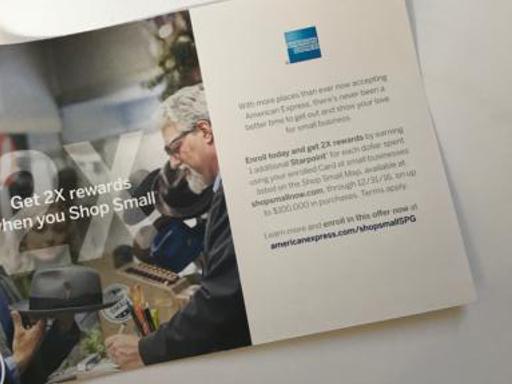 2X
Get 2X rewards
when you Shop Small
AMERICAN
EXPRESS
With more places than ever now accepting
American Express, there's never been a
better time to get out and show your love
for small business.
Enroll today and get 2X rewards by earning
1 additional Starpoint® for each dollar spent
using your enrolled Card at small businesses
listed on the Shop Small Map, available at
shopsmallnow.com, through 12/31/16, on up
to $200,000 in purchases. Terms apply.
Learn more and enroll in this offer now at
americanexpress.com/shopsmallSPG